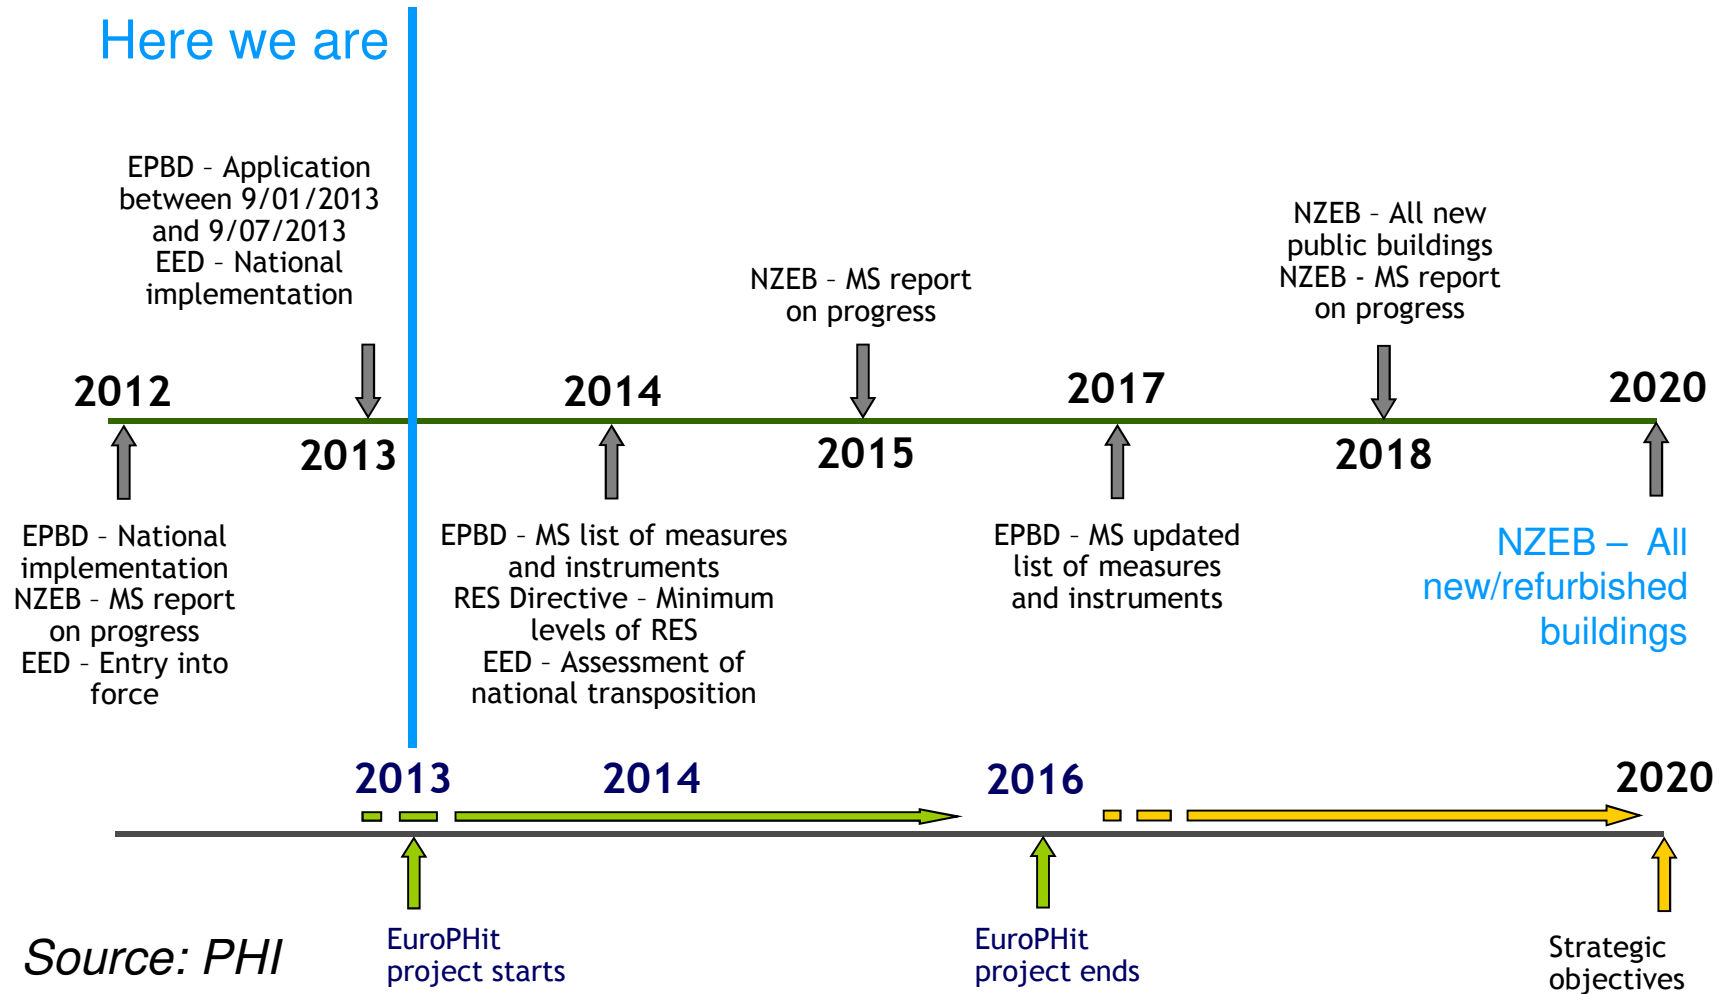 Here we are
EPBD – Application
between 9/01/2013
and 9/07/2013
EED – National
implementation
NZEB – MS report
on progress
NZEB – All new
public buildings
NZEB - MS report
on progress
2012
2014
2017
2020
2013
2015
2018
EPBD – National
implementation
NZEB – MS report
on progress
EED – Entry into
force
EPBD – MS list of measures
and instruments
RES Directive – Minimum
levels of RES
EED – Assessment of
national transposition
EPBD – MS updated
list of measures
and instruments
NZEB – All
new/refurbished
buildings
2013
2014
2016
2020
EuroPHit
project starts
EuroPHit
project ends
Strategic
objectives
Source: PHI